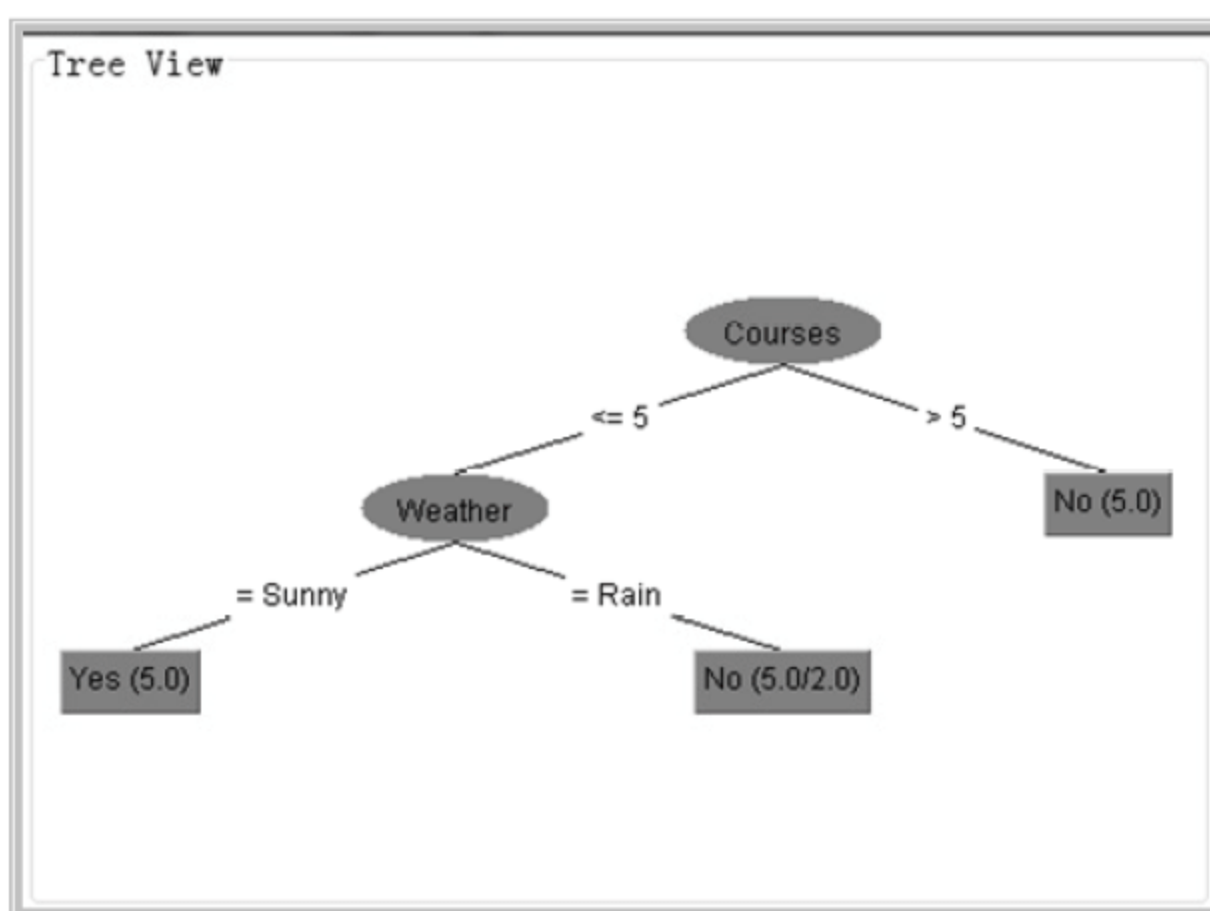 Tree View
Courses
<= 5
> 5
No (5.0)
Weather
= Sunny
= Rain
Yes (5.0)
No (5.0/2.0)